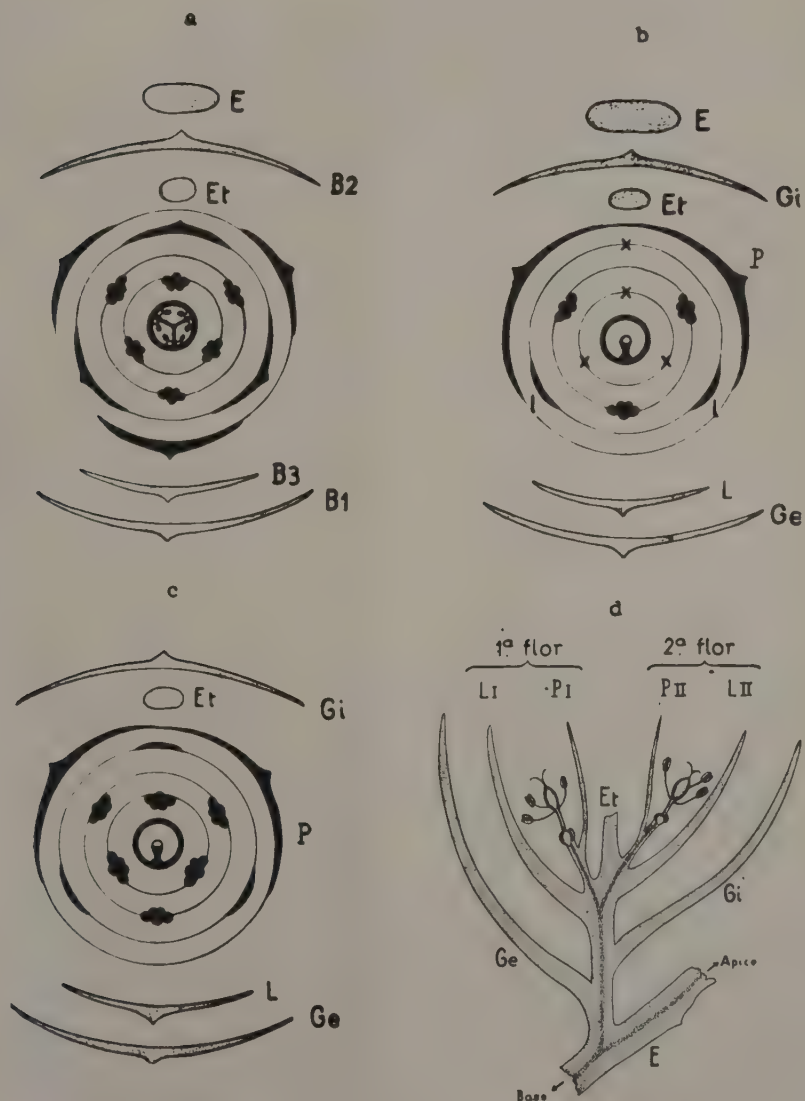 a
E
B2
Et
B3
B1
b
E
Gi
Et
P
l l
L
Ge
c
Gi
Et
P
L
Ge
d
1ª flor 2ª flor
LI PI PII LII
Et
Gi
Ge
Apice
E
Base